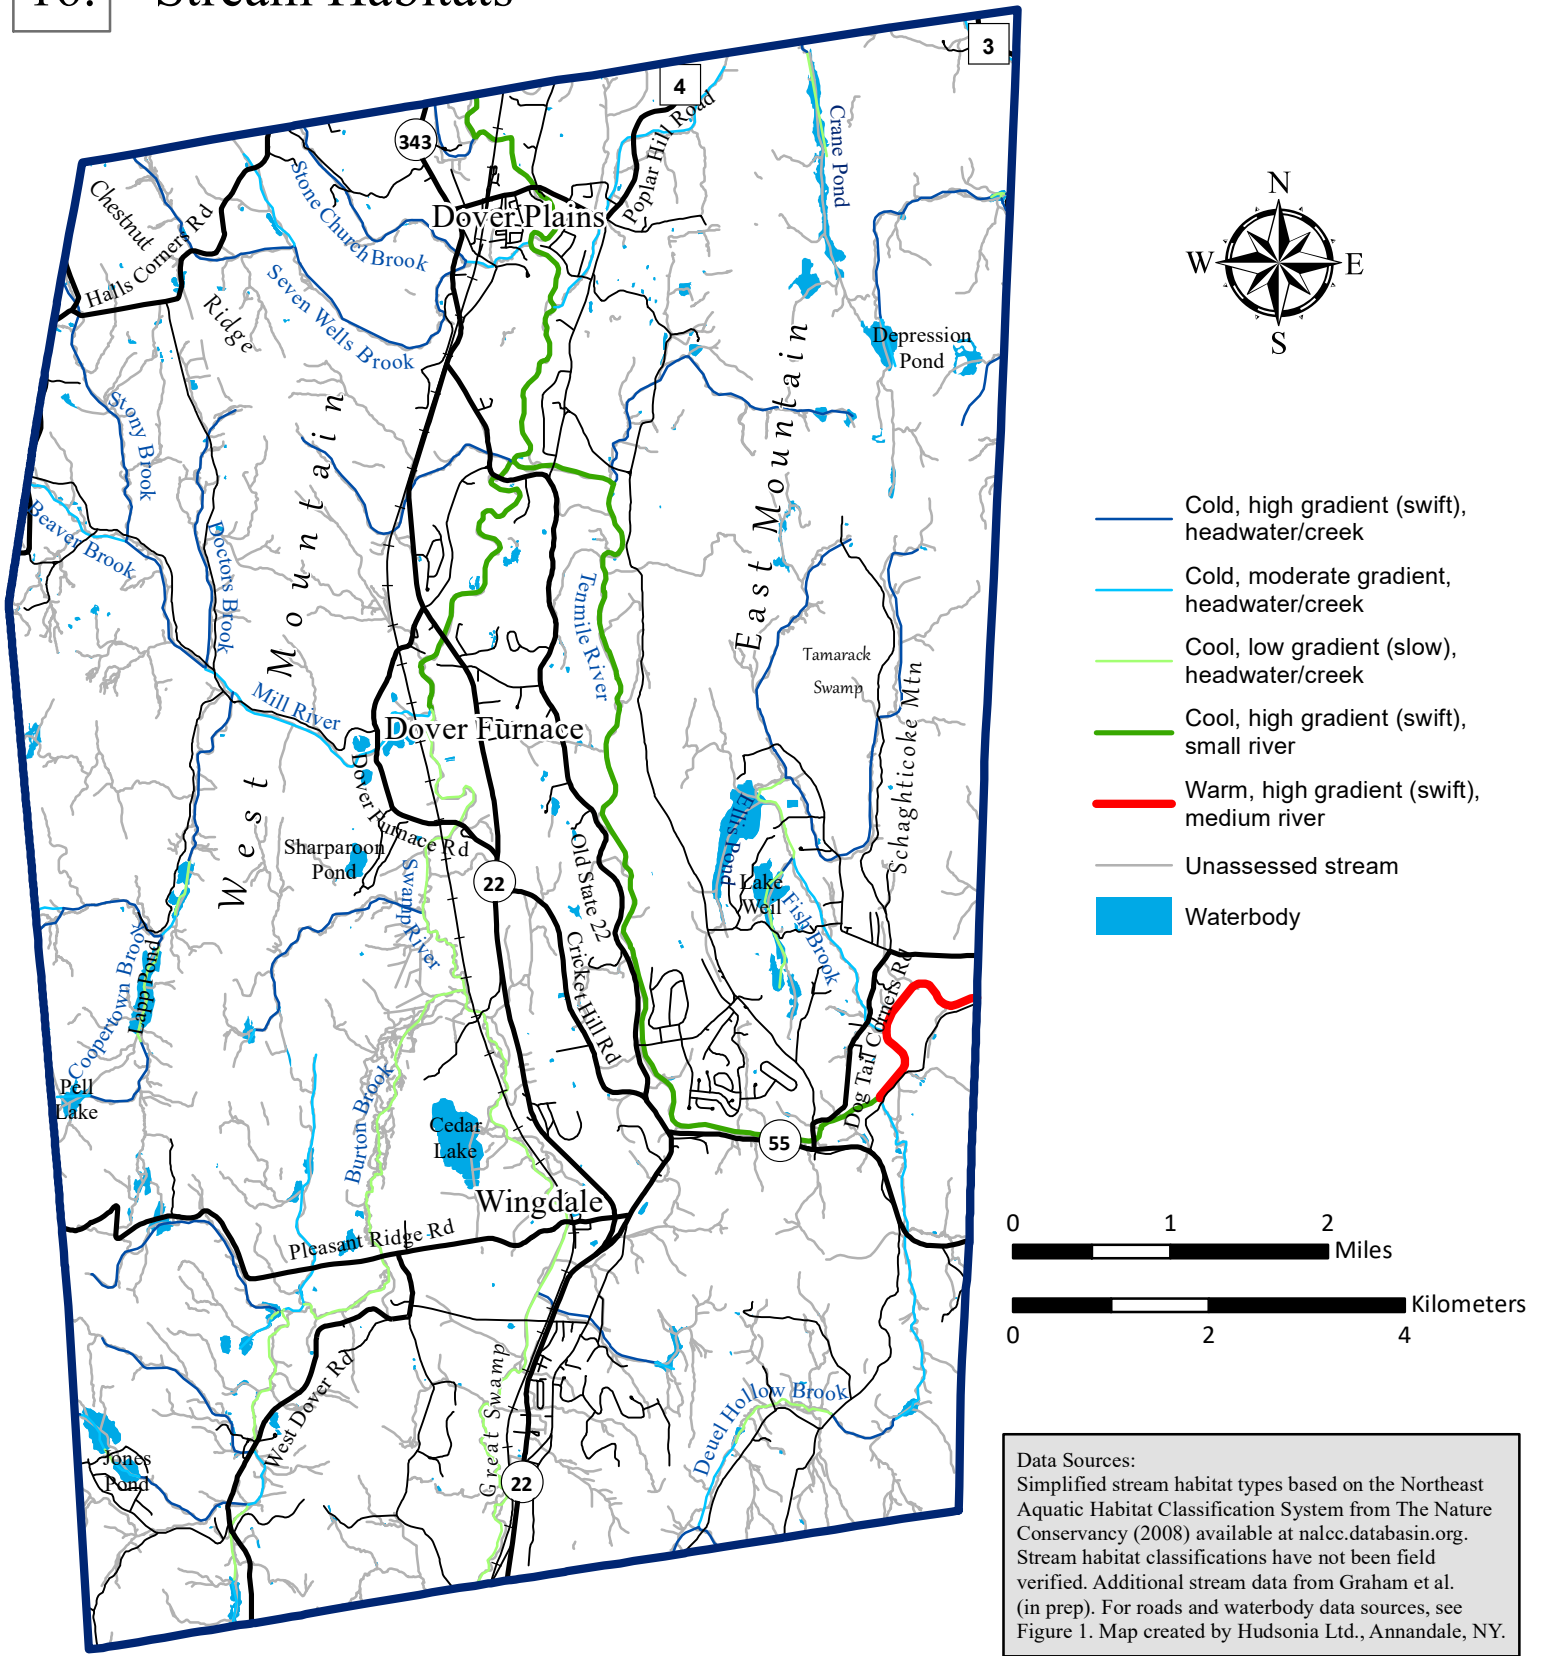 Stream Habitats
3
4
343
Poplar Hill Road
Crane Pond
Chestnut
Ridge
Halls Corners Rd
Stone Church Brook
Dover Plains
Seven Wells Brook
Depression
Pond
Stony Brook
Beaver Brook
Doctors Brook
West Mountain
East Mountain
Tenmile River
Tamarack
Swamp
Schaghticoke Mtn
Mill River
Dover Furnace
Dover Furnace Rd
Sharparoon
Pond
Swamp River
22
Old State 22
Cricket Hill Rd
Ellis pond
Lake
Weil
Fish Brook
Dog Tail Corners Rd
Coopertown Brook
Lapp Pond
Pell
Lake
Burton Brook
Cedar
Lake
55
Wingdale
Pleasant Ridge Rd
West Dover Rd
Great Swamp
Deuel Hollow Brook
Jones
Pond
22
N
W
E
S
Cold, high gradient (swift),
headwater/creek
Cold, moderate gradient,
headwater/creek
Cool, low gradient (slow),
headwater/creek
Cool, high gradient (swift),
small river
Warm, high gradient (swift),
medium river
Unassessed stream
Waterbody
0 1 2
Miles
Kilometers
0 2 4
Data Sources:
Simplified stream habitat types based on the Northeast
Aquatic Habitat Classification System from The Nature
Conservancy (2008) available at nalcc.databasin.org.
Stream habitat classifications have not been field
verified. Additional stream data from Graham et al.
(in prep). For roads and waterbody data sources, see
Figure 1. Map created by Hudsonia Ltd., Annandale, NY.